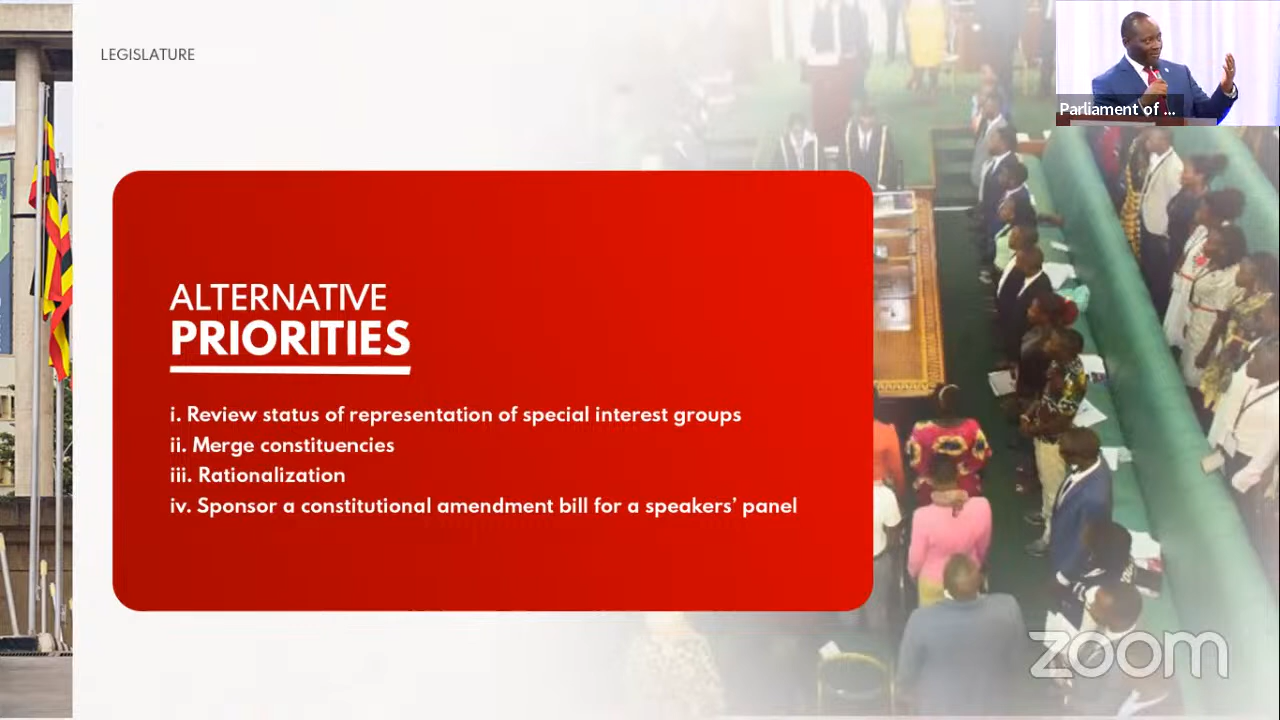 LEGISLATURE
Parliament of ...
ALTERNATIVE
PRIORITIES
i. Review status of representation of special interest groups
ii. Merge constituencies
iii. Rationalization
iv. Sponsor a constitutional amendment bill for a speakers’ panel
zoom